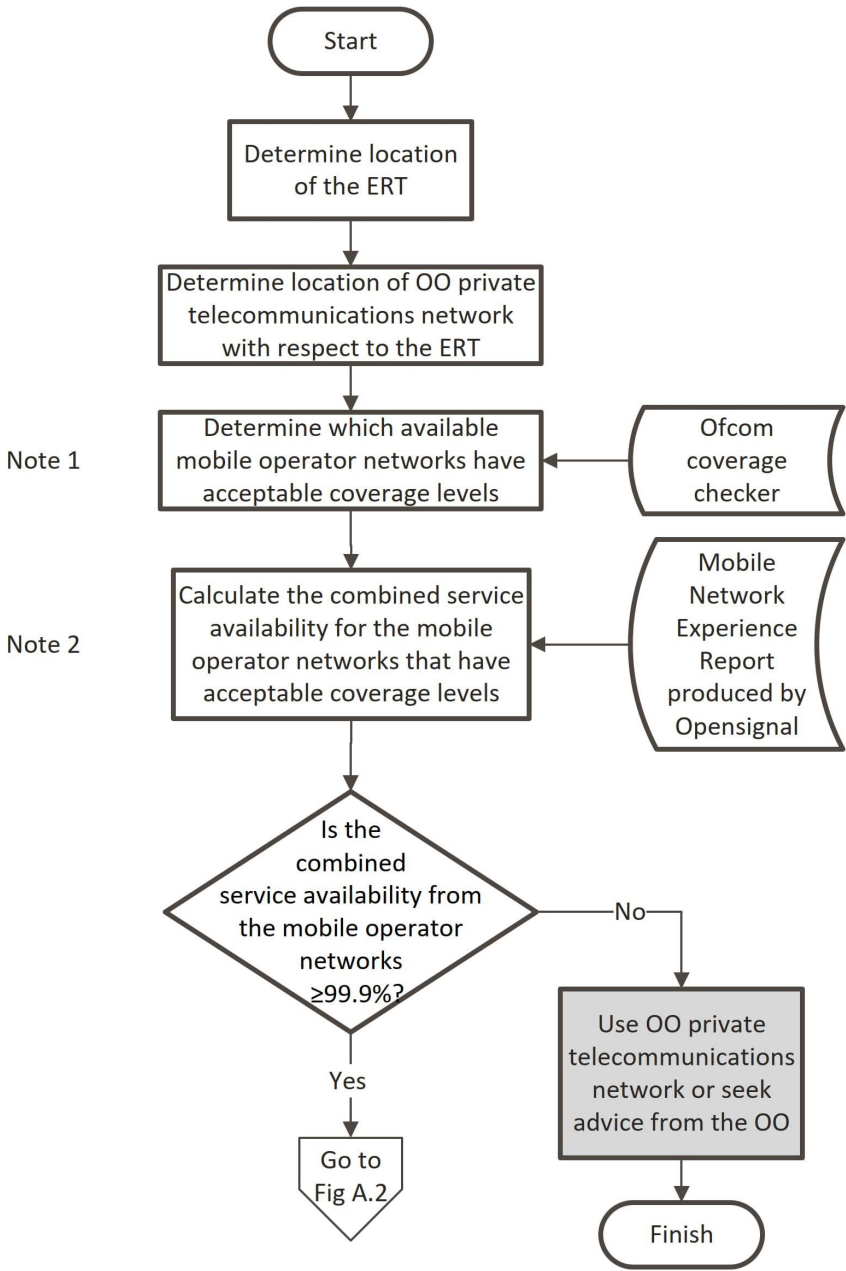 Start
Determine location
of the ERT
Determine location of OO private
telecommunications network
with respect to the ERT
Note 1
Determine which available
mobile operator networks have
acceptable coverage levels
Ofcom
coverage
checker
Note 2
Calculate the combined service
availability for the mobile
operator networks that have
acceptable coverage levels
Mobile
Network
Experience
Report
produced by
Opensignal
Is the
combined
service availability from
the mobile operator
networks
≥99.9%?
No
Use OO private
telecommunications
network or seek
advice from the OO
Yes
Go to
Fig A.2
Finish